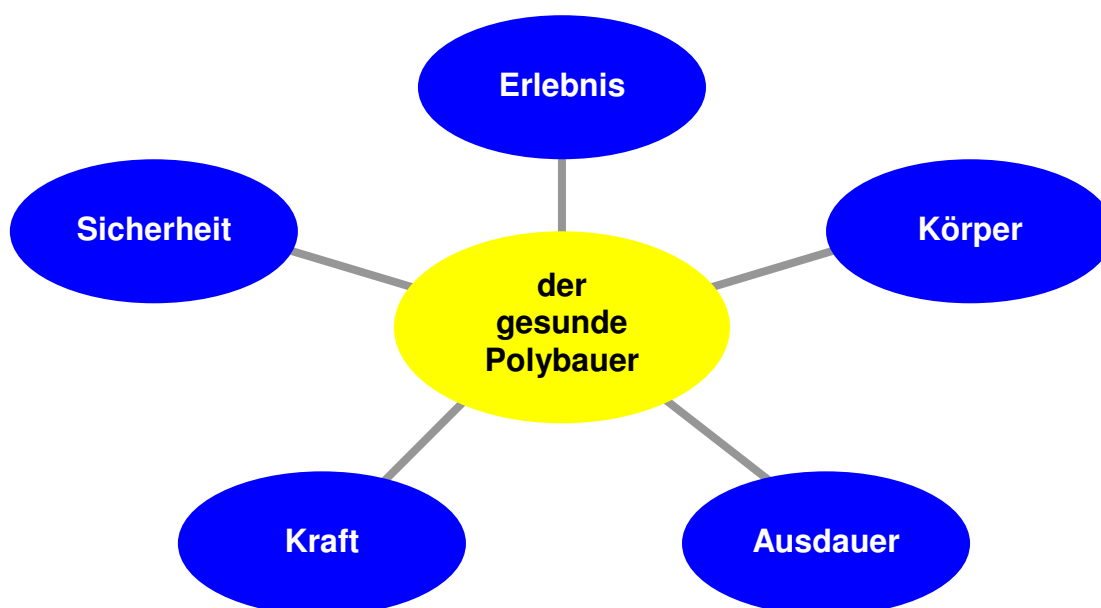 Erlebnis
Sicherheit
Körper
der
gesunde
Polybauer
Kraft
Ausdauer